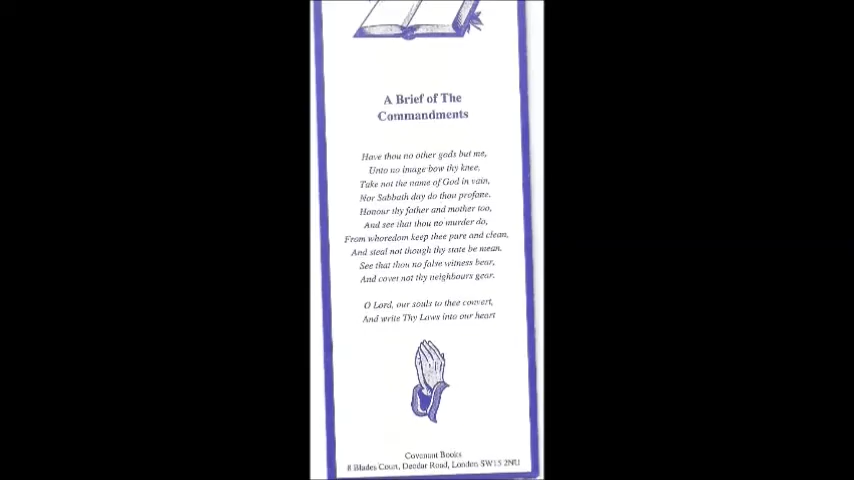 A Brief of The
Commandments
Have thou no other gods but me,
Unto no image bow thy knee,
Take not the name of God in vain,
Nor Sabbath day do thou profane.
Honour thy father and mother too,
And see that thou no murder do,
From whoredom keep thee pure and clean,
And steal not though thy state be mean.
See that thou no false witness bear,
And covet not thy neighbours gear.
O Lord, our souls to thee convert,
And write Thy Laws into our heart
Covenant Books
8 Blades Court, Deodar Road, London SW15 2NU